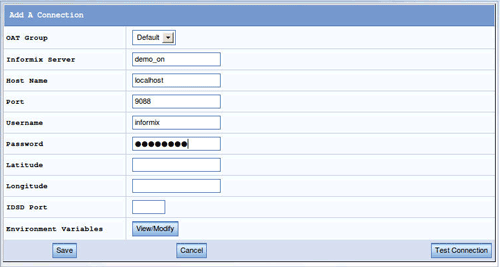 Add A Connection
OAT Group Default
Informix Server demo_on
Host Name localhost
Port 9088
Username informix
Password ●●●●●●●●
Latitude
Longitude
IDSD Port
Environment Variables View/Modify
Save Cancel Test Connection